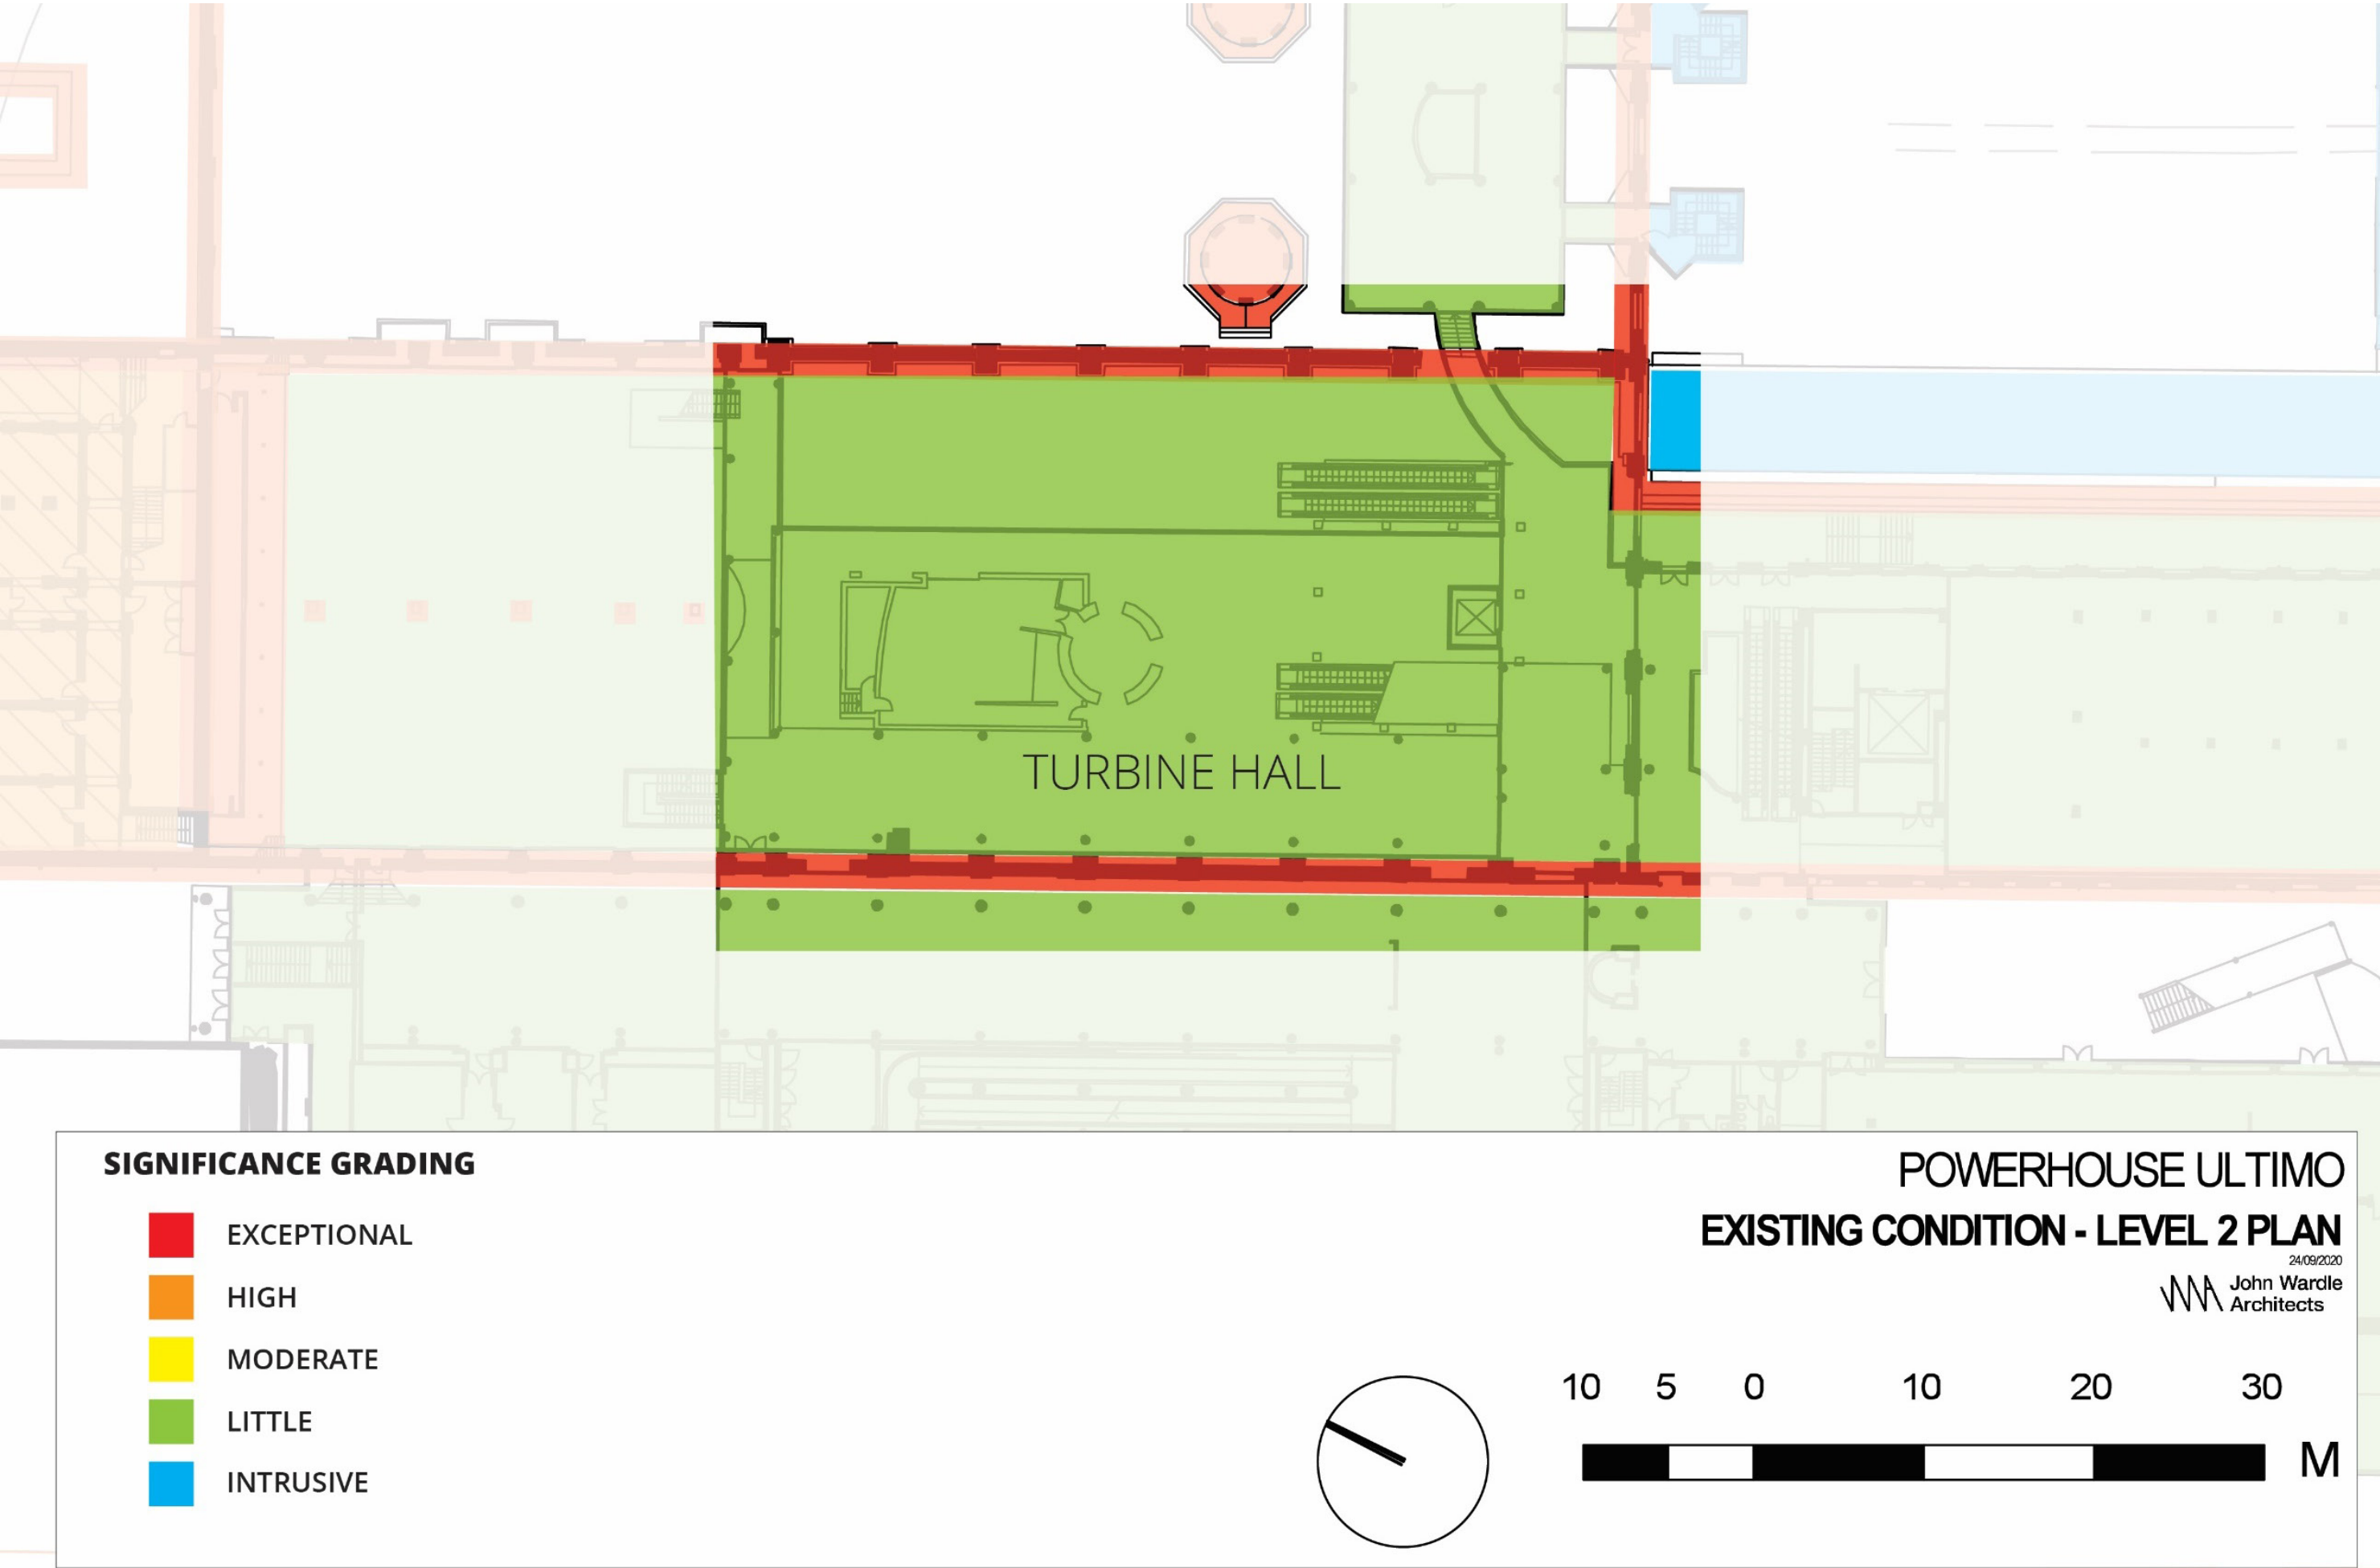 TURBINE HALL
SIGNIFICANCE GRADING
EXCEPTIONAL
HIGH
MODERATE
LITTLE
INTRUSIVE
POWERHOUSE ULTIMO
EXISTING CONDITION - LEVEL 2 PLAN
24/09/2020
John Wardle
Architects
10 5 0 10 20 30
M